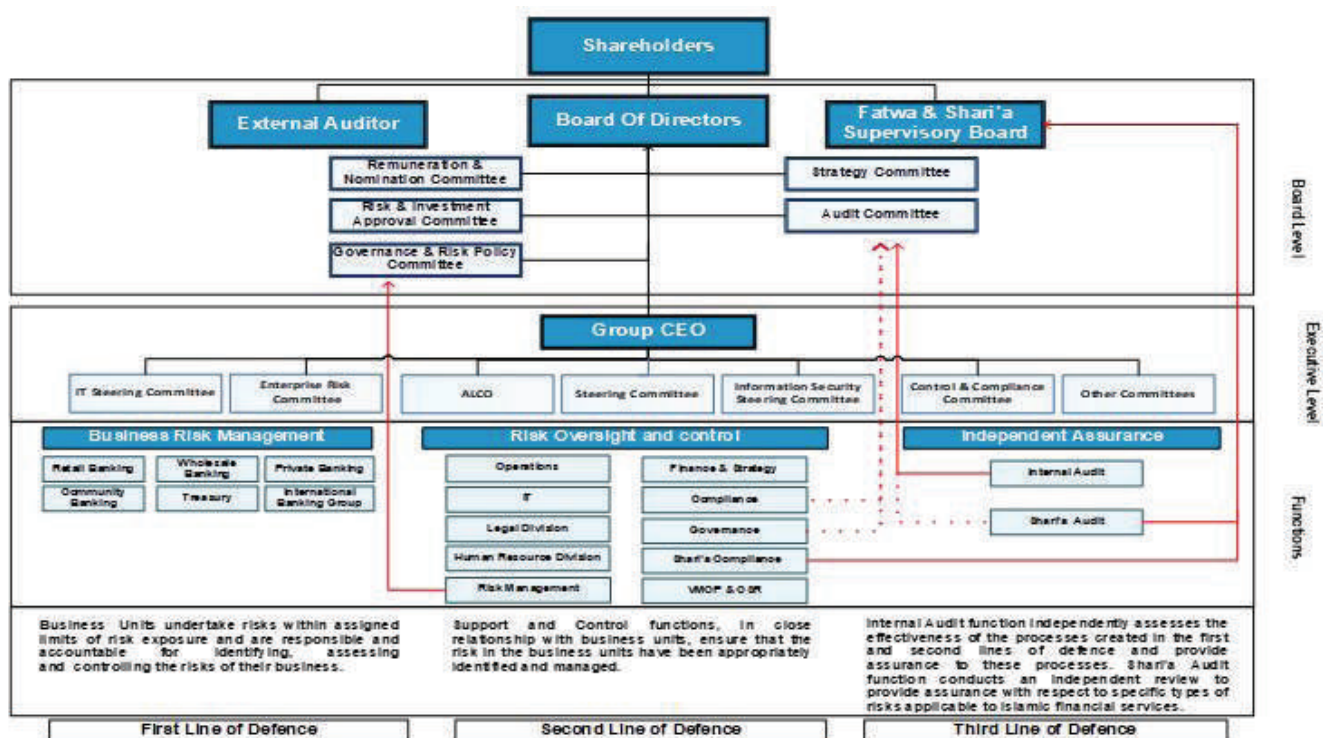 Shareholders
External Auditor
Board Of Directors
Fatwa & Shari'a
Supervisory Board
Remuneration &
Nomination Committee
Strategy Committee
Risk & Investment
Approval Committee
Audit Committee
Governance & Risk Policy
Committee
Board Level
Group CEO
IT Steering Committee
Enterprise Risk
Committee
ALCO
Steering Committee
Information Security
Steering Committee
Control & Compliance
Committee
Other Committees
Executive Level
Business Risk Management
Risk Oversight and control
Independent Assurance
Retail Banking
Wholesale
Banking
Private Banking
Community
Banking
Treasury
International
Banking Group
Operations
Finance & Strategy
IT
Compliance
Legal Division
Governance
Human Resource Division
Shari'a Compliance
Risk Management
VMOP & CSR
Internal Audit
Shari'a Audit
Functions
Business Units undertake risks within assigned
limits of risk exposure and are responsible and
accountable for identifying, assessing
and controlling the risks of their business.
Support and Control functions, in close
relationship with business units, ensure that the
risk in the business units have been appropriately
identified and managed.
Internal Audit function independently assesses the
effectiveness of the processes created in the first
and second lines of defence and provide
assurance to these processes. Shari'a Audit
function conducts an independent review to
provide assurance with respect to specific types of
risks applicable to Islamic financial services.
First Line of Defence
Second Line of Defence
Third Line of Defence